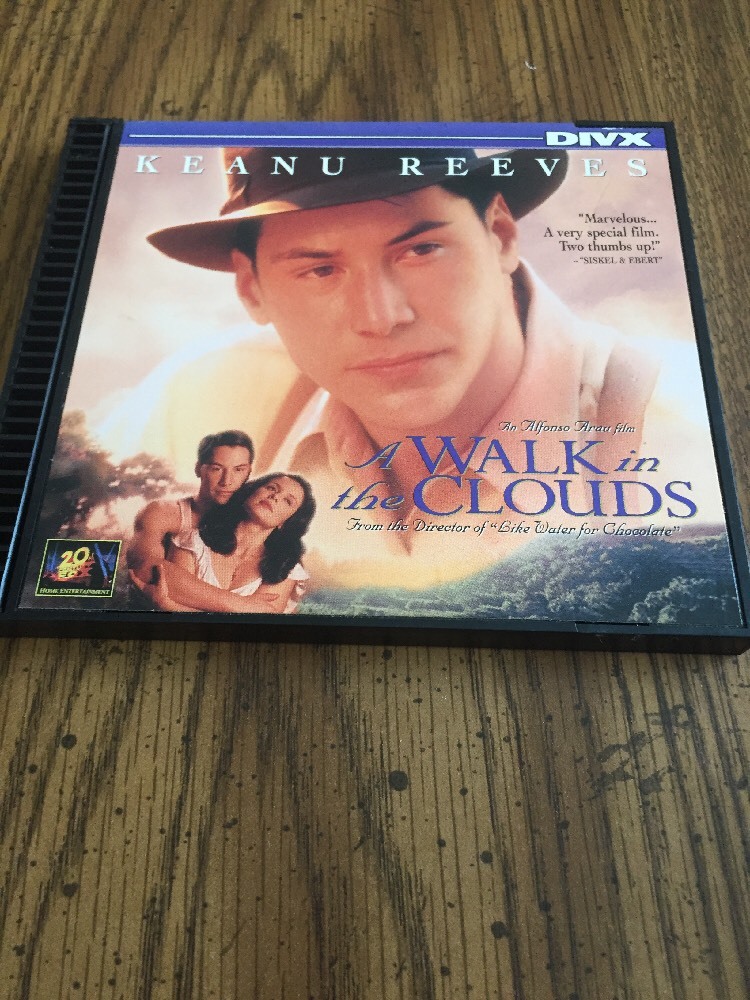 DIVX
KEANU REEVES
"Marvelous...
A very special film.
Two thumbs up!"
- "SISKEL & EBERT"
An Alfonso Arau film
A WALK in
the CLOUDS
From the Director of "Like Water for Chocolate"
20
HOME ENTERTAINMENT